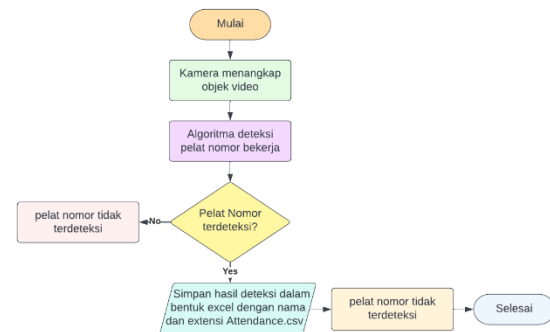 Mulai
Kamera menangkap
objek video
Algoritma deteksi
pelat nomor bekerja
Pelat Nomor
terdeteksi?
No
pelat nomor tidak
terdeteksi
Yes
Simpan hasil deteksi dalam
bentuk excel dengan nama
dan extensi Attendance.csv
pelat nomor tidak
terdeteksi
Selesai